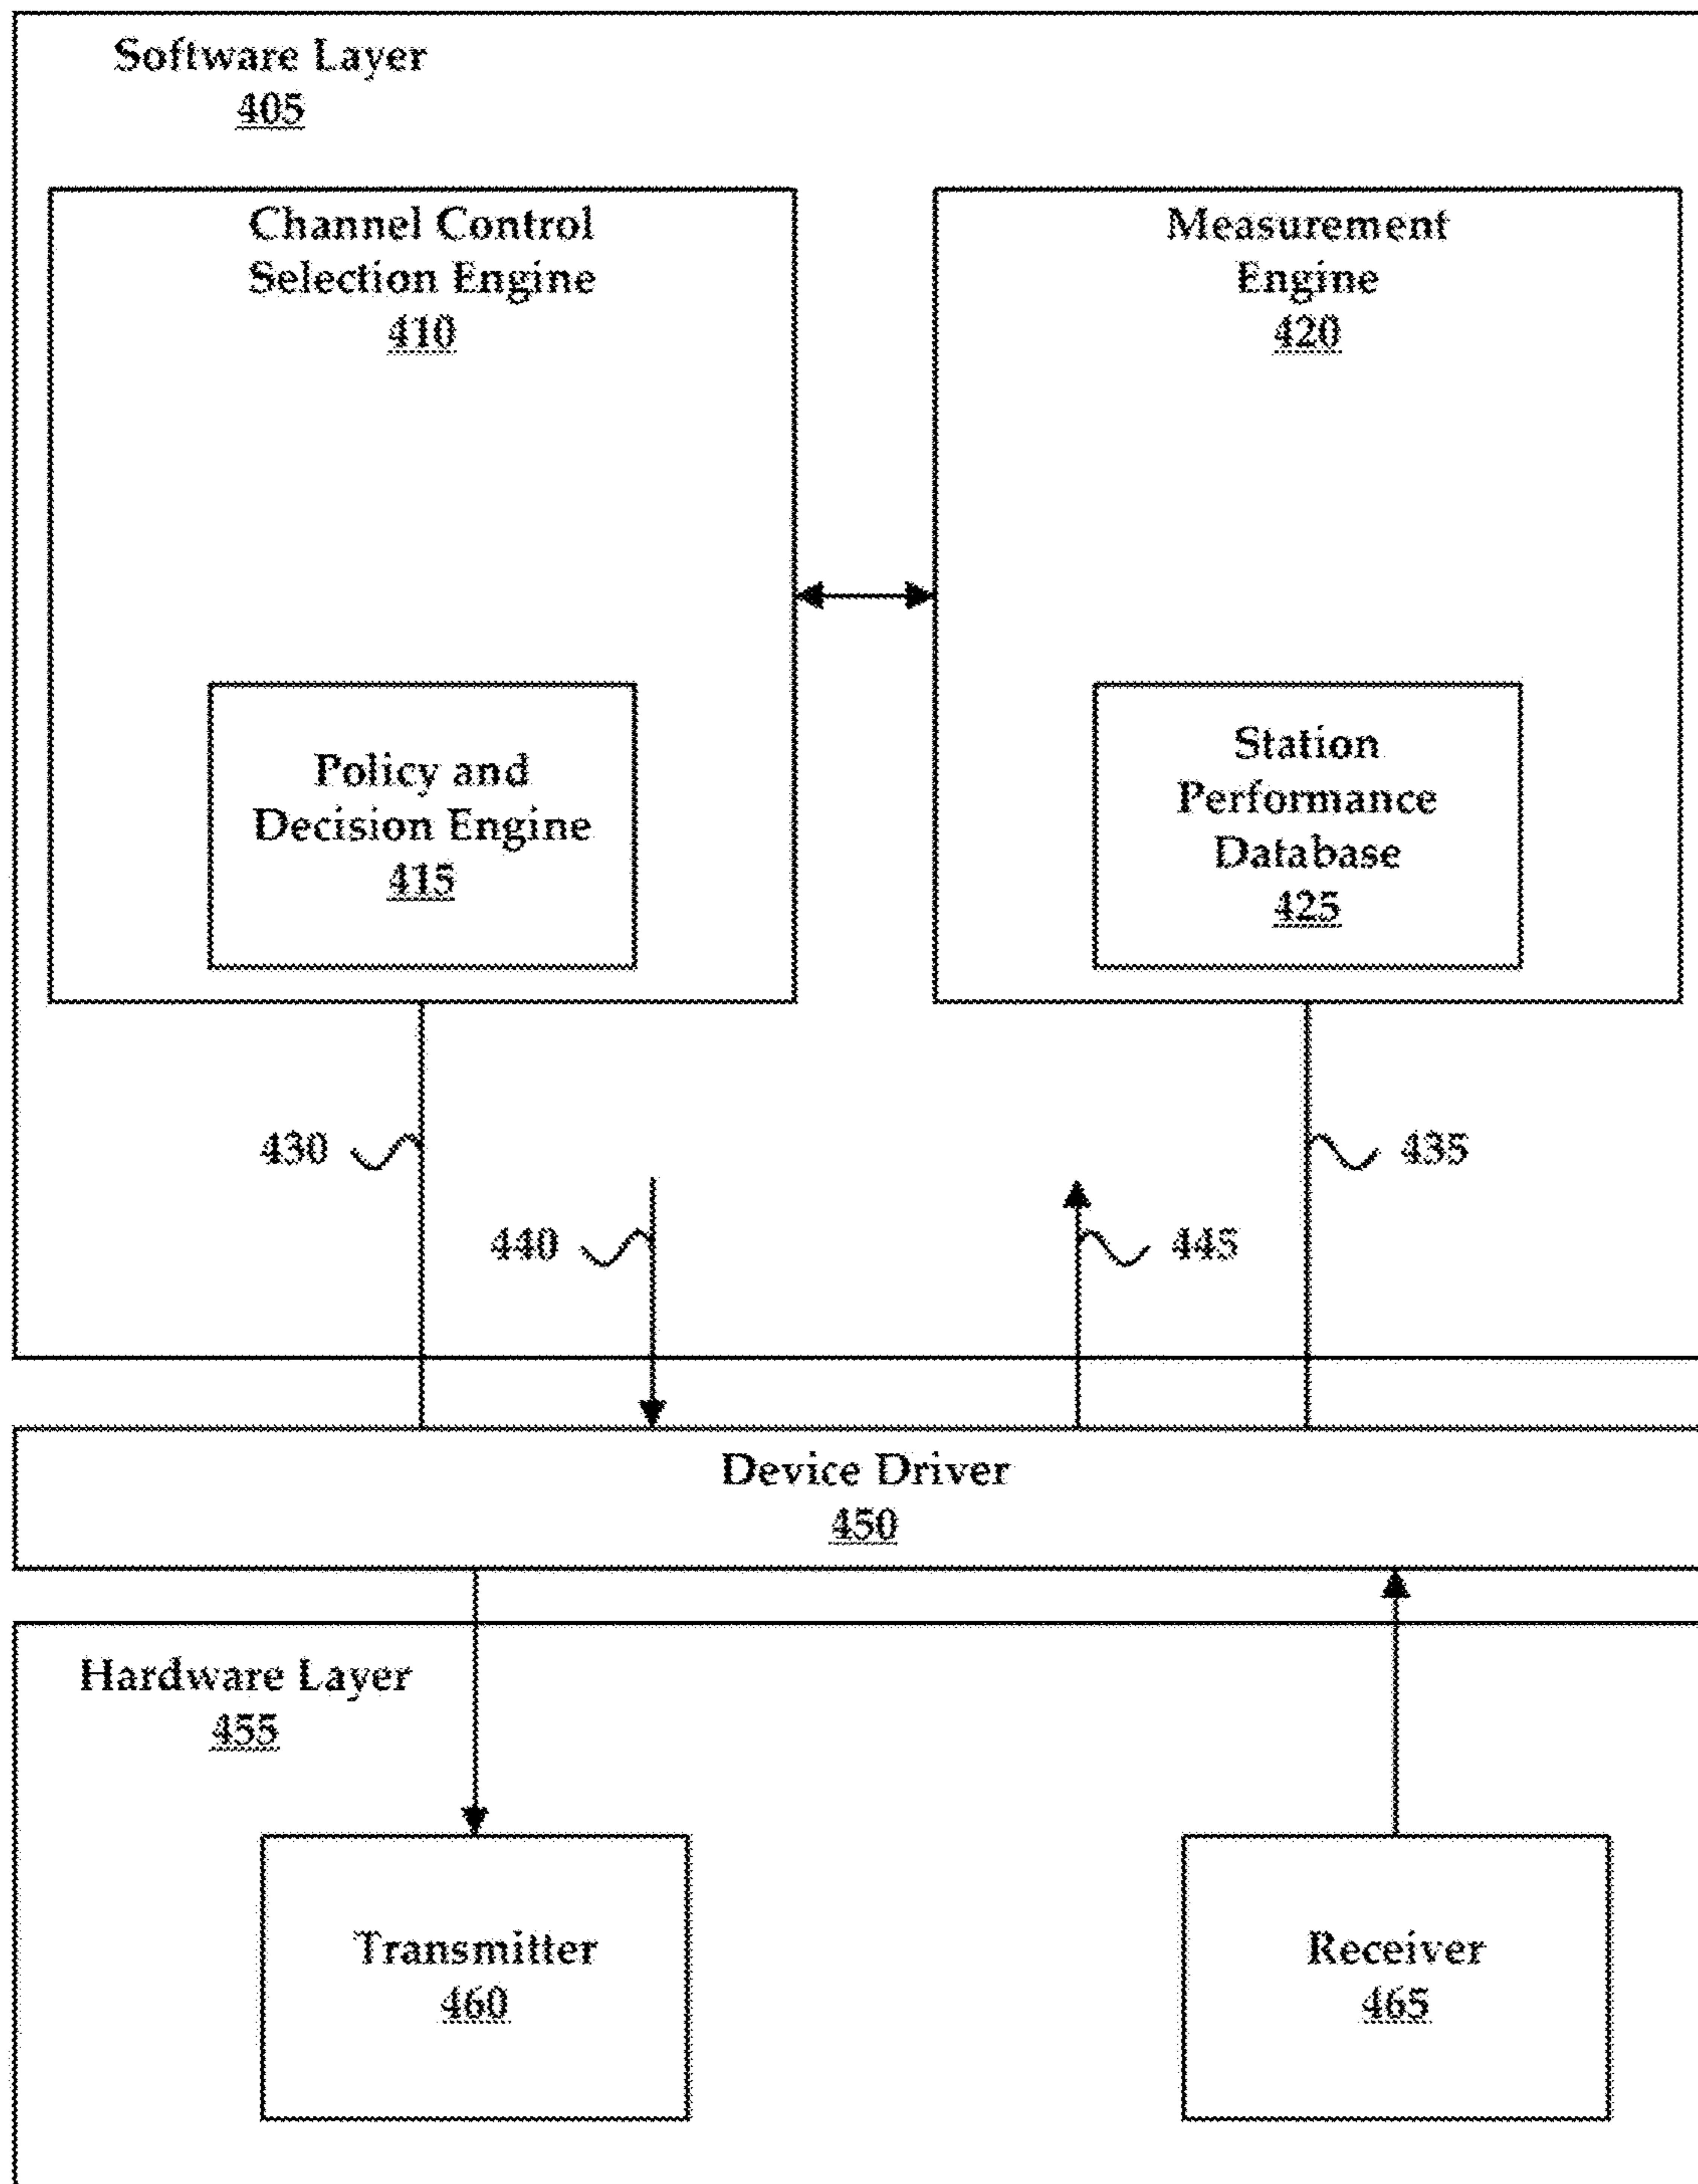 Software Layer
405
Channel Control
Selection Engine
410
Measurement
Engine
420
Policy and
Decision Engine
415
Station
Performance
Database
425
430
435
440
445
Device Driver
450
Hardware Layer
455
Transmitter
460
Receiver
465